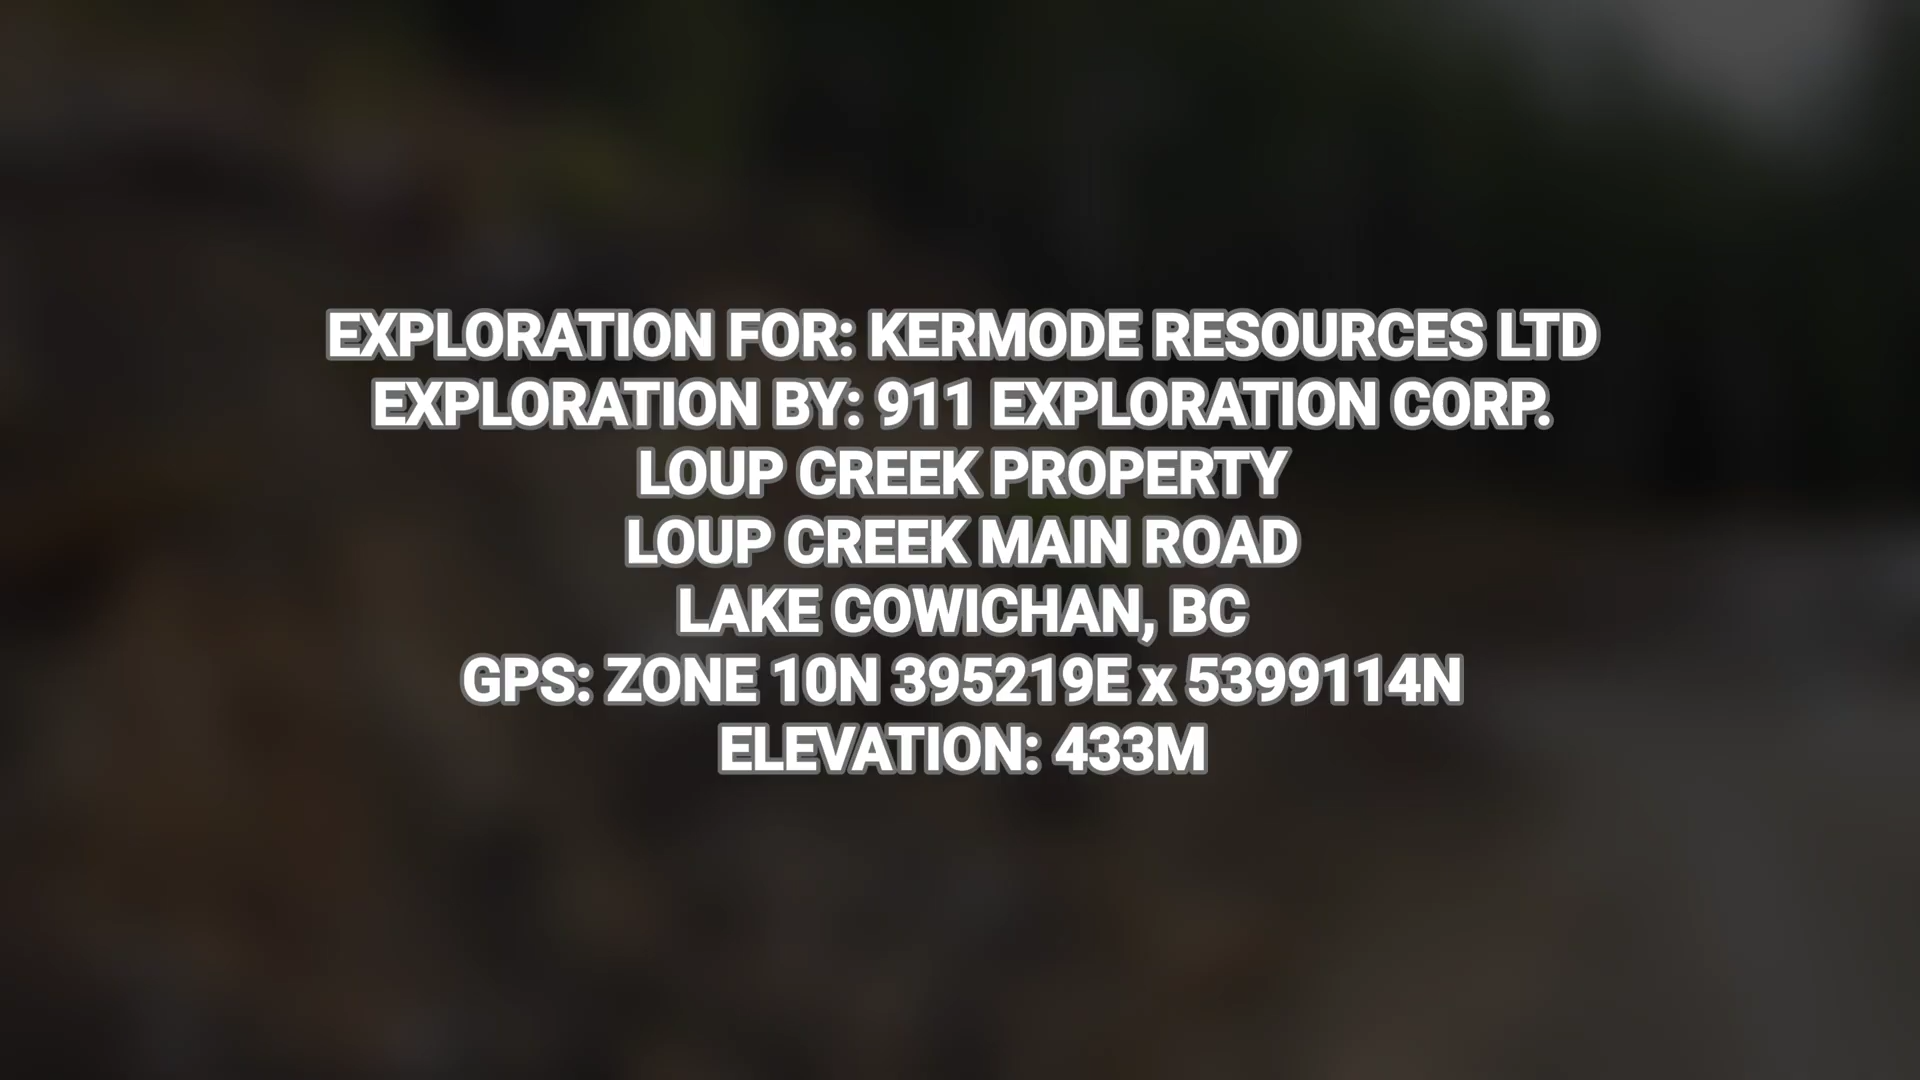 EXPLORATION FOR: KERMODE RESOURCES LTD
EXPLORATION BY: 911 EXPLORATION CORP.
LOUP CREEK PROPERTY
LOUP CREEK MAIN ROAD
LAKE COWICHAN, BC
GPS: ZONE 10N 395219E x 5399114N
ELEVATION: 433M